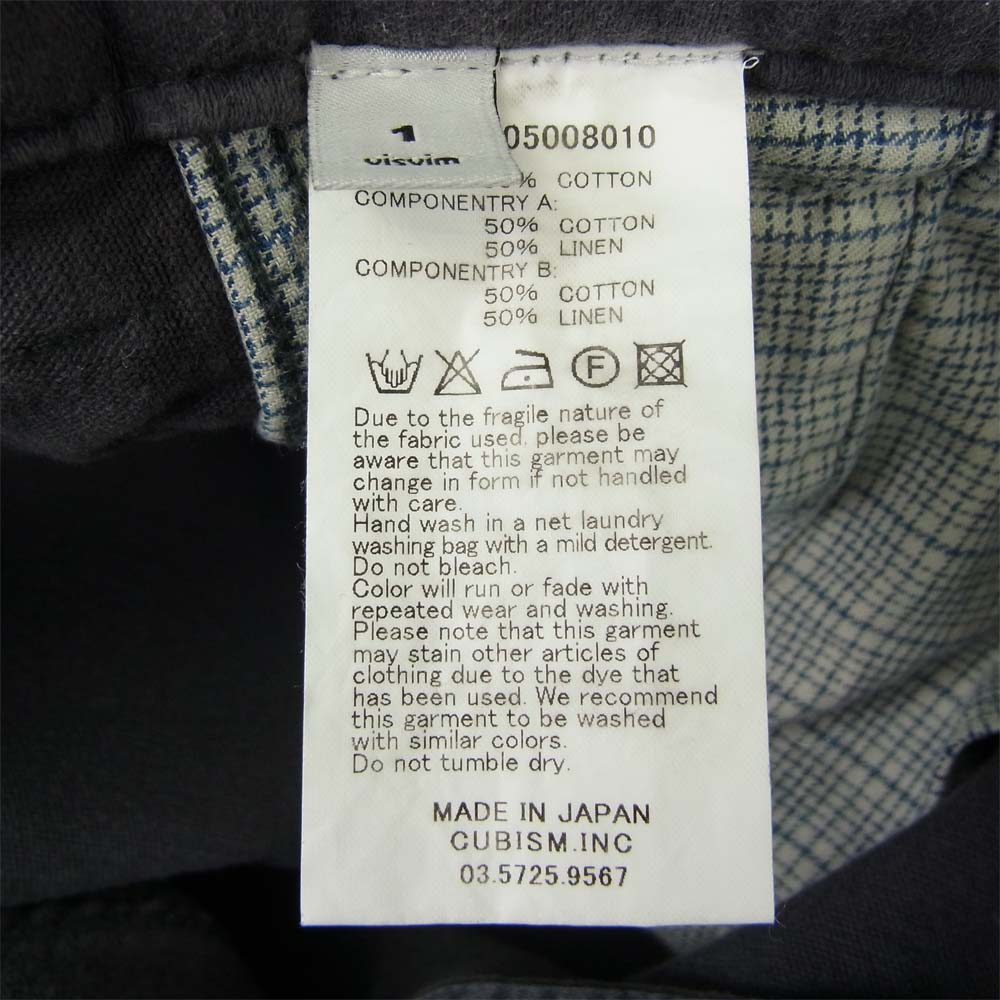 1
visvim
05008010
% COTTON
COMPONENTRY A:
50% COTTON
50% LINEN
COMPONENTRY B:
50% COTTON
50% LINEN
F
Due to the fragile nature of
the fabric used, please be
aware that this garment may
change in form if not handled
with care.
Hand wash in a net laundry
washing bag with a mild detergent.
Do not bleach.
Color will run or fade with
repeated wear and washing.
Please note that this garment
may stain other articles of
clothing due to the dye that
has been used. We recommend
this garment to be washed
with similar colors.
Do not tumble dry.
MADE IN JAPAN
CUBISM.INC
03.5725.9567